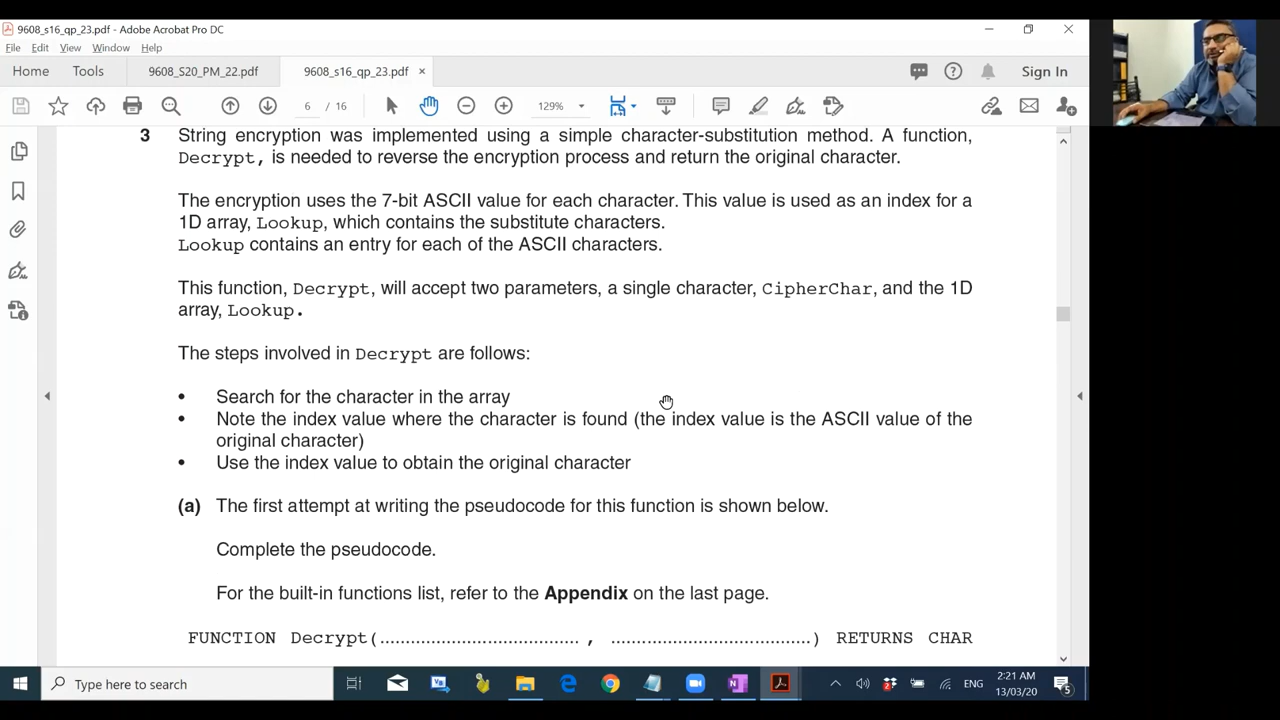 9608_s16_qp_23.pdf - Adobe Acrobat Pro DC
File Edit View Window Help
Home Tools 9608_S20_PM_22.pdf 9608_s16_qp_23.pdf × Sign In
6 / 16 129%
3 String encryption was implemented using a simple character-substitution method. A function,
Decrypt, is needed to reverse the encryption process and return the original character.
The encryption uses the 7-bit ASCII value for each character. This value is used as an index for a
1D array, Lookup, which contains the substitute characters.
Lookup contains an entry for each of the ASCII characters.
This function, Decrypt, will accept two parameters, a single character, CipherChar, and the 1D
array, Lookup.
The steps involved in Decrypt are follows:
• Search for the character in the array
• Note the index value where the character is found (the index value is the ASCII value of the
original character)
• Use the index value to obtain the original character
(a) The first attempt at writing the pseudocode for this function is shown below.
Complete the pseudocode.
For the built-in functions list, refer to the Appendix on the last page.
FUNCTION Decrypt(...................................... , ......................................) RETURNS CHAR
Type here to search ENG 2:21 AM
13/03/20 5